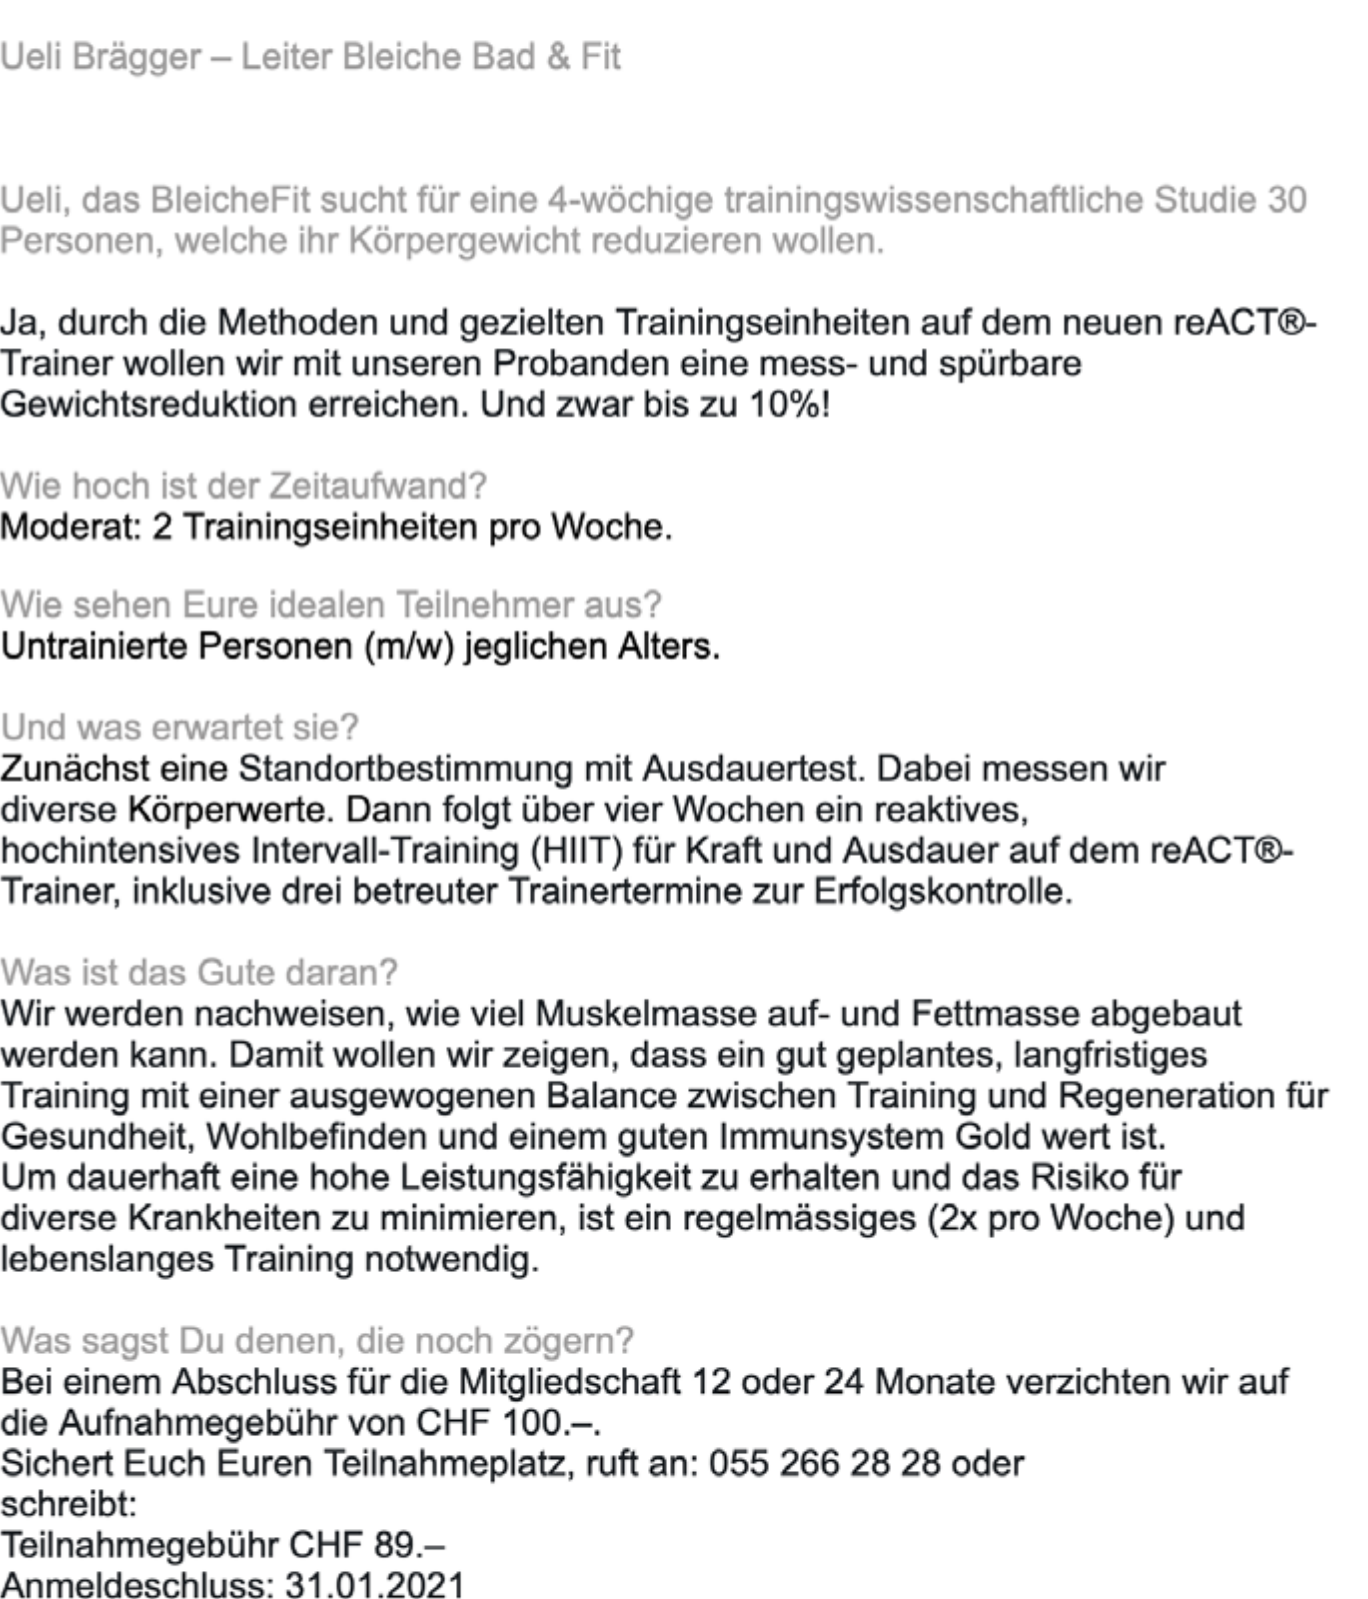 Ueli Brägger – Leiter Bleiche Bad & Fit
Ueli, das BleicheFit sucht für eine 4-wöchige trainingswissenschaftliche Studie 30
Personen, welche ihr Körpergewicht reduzieren wollen.
Ja, durch die Methoden und gezielten Trainingseinheiten auf dem neuen reACT®-
Trainer wollen wir mit unseren Probanden eine mess- und spürbare
Gewichtsreduktion erreichen. Und zwar bis zu 10%!
Wie hoch ist der Zeitaufwand?
Moderat: 2 Trainingseinheiten pro Woche.
Wie sehen Eure idealen Teilnehmer aus?
Untrainierte Personen (m/w) jeglichen Alters.
Und was erwartet sie?
Zunächst eine Standortbestimmung mit Ausdauertest. Dabei messen wir
diverse Körperwerte. Dann folgt über vier Wochen ein reaktives,
hochintensives Intervall-Training (HIIT) für Kraft und Ausdauer auf dem reACT®-
Trainer, inklusive drei betreuter Trainertermine zur Erfolgskontrolle.
Was ist das Gute daran?
Wir werden nachweisen, wie viel Muskelmasse auf- und Fettmasse abgebaut
werden kann. Damit wollen wir zeigen, dass ein gut geplantes, langfristiges
Training mit einer ausgewogenen Balance zwischen Training und Regeneration für
Gesundheit, Wohlbefinden und einem guten Immunsystem Gold wert ist.
Um dauerhaft eine hohe Leistungsfähigkeit zu erhalten und das Risiko für
diverse Krankheiten zu minimieren, ist ein regelmässiges (2x pro Woche) und
lebenslanges Training notwendig.
Was sagst Du denen, die noch zögern?
Bei einem Abschluss für die Mitgliedschaft 12 oder 24 Monate verzichten wir auf
die Aufnahmegebühr von CHF 100.–.
Sichert Euch Euren Teilnahmeplatz, ruft an: 055 266 28 28 oder
schreibt:
Teilnahmegebühr CHF 89.–
Anmeldeschluss: 31.01.2021